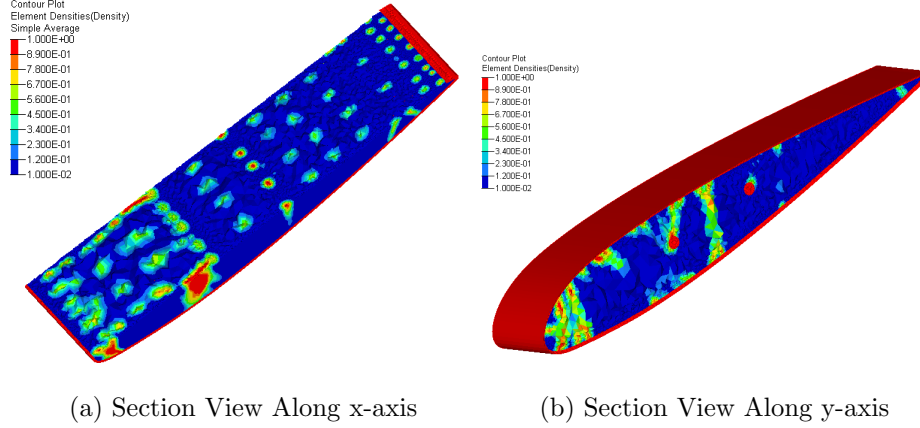 Contour Plot
Element Densities(Density)
Simple Average
1.000E+00
8.900E-01
7.800E-01
6.700E-01
5.600E-01
4.500E-01
3.400E-01
2.300E-01
1.200E-01
1.000E-02
Contour Plot
Element Densities(Density)
1.000E+00
8.900E-01
7.800E-01
6.700E-01
5.600E-01
4.500E-01
3.400E-01
2.300E-01
1.200E-01
1.000E-02
(a) Section View Along x-axis
(b) Section View Along y-axis